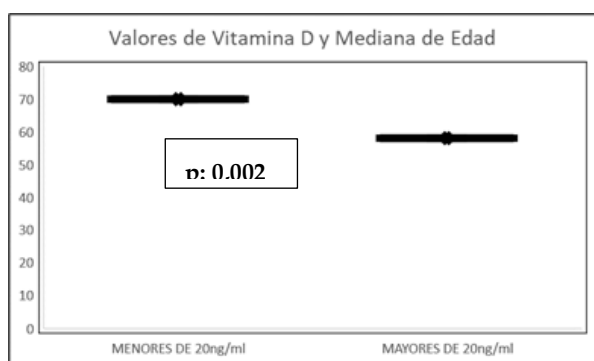 Valores de Vitamina D y Mediana de Edad
80
70
60
50
40
30
20
10
0
p: 0.002
MENORES DE 20ng/ml
MAYORES DE 20ng/ml